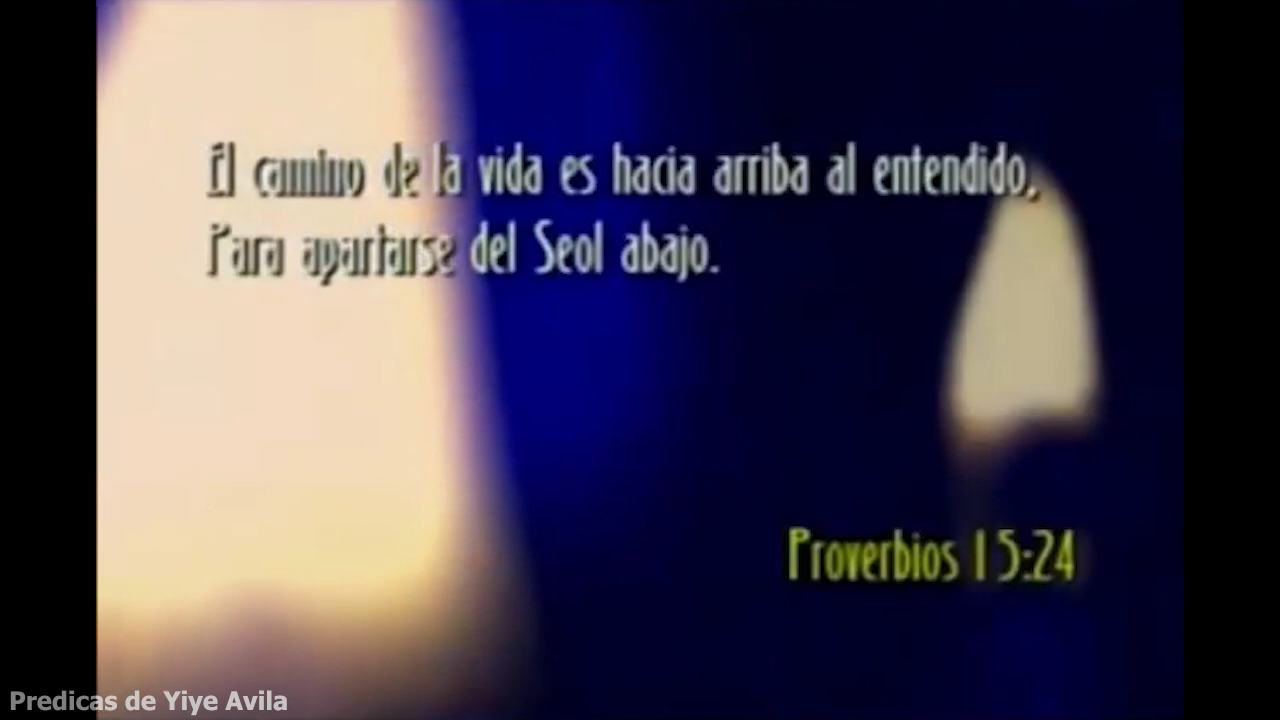 El camino de la vida es hacia arriba al entendido,
Para apartarse del Seol abajo.
Proverbios 15:24
Predicas de Yiye Avila